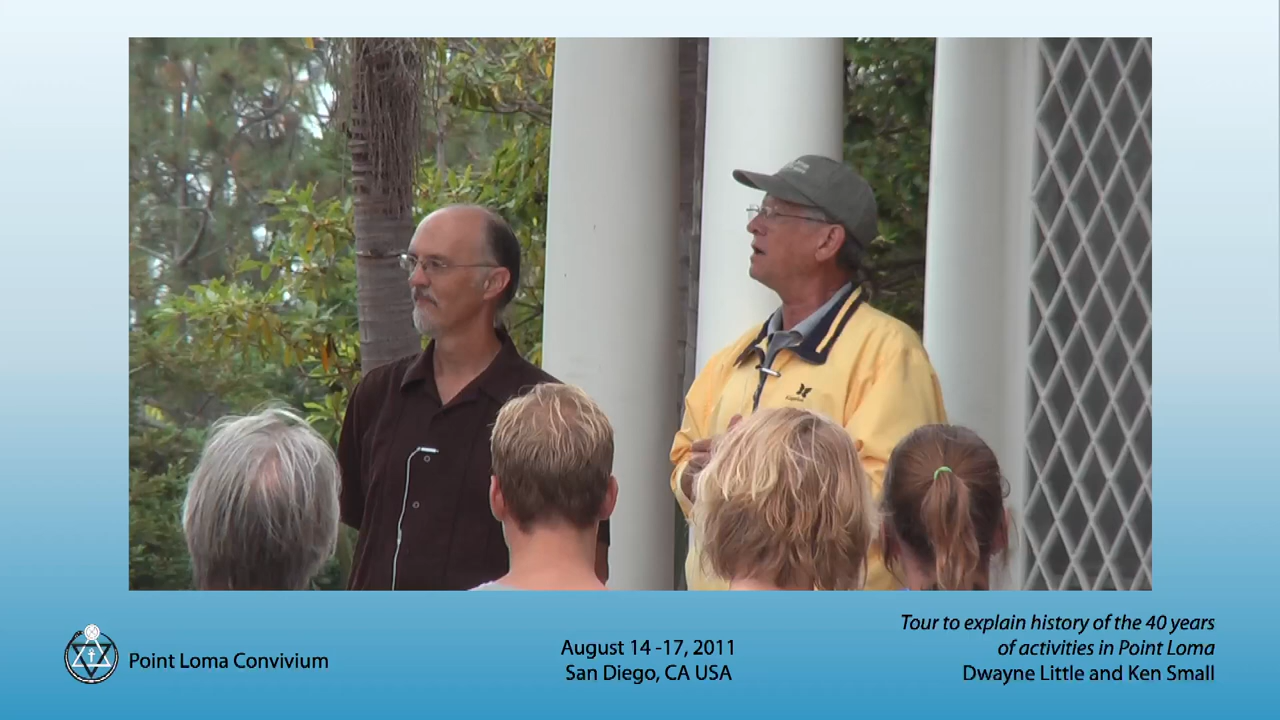 Point Loma Convivium
August 14 -17, 2011
San Diego, CA USA
Tour to explain history of the 40 years
of activities in Point Loma
Dwayne Little and Ken Small